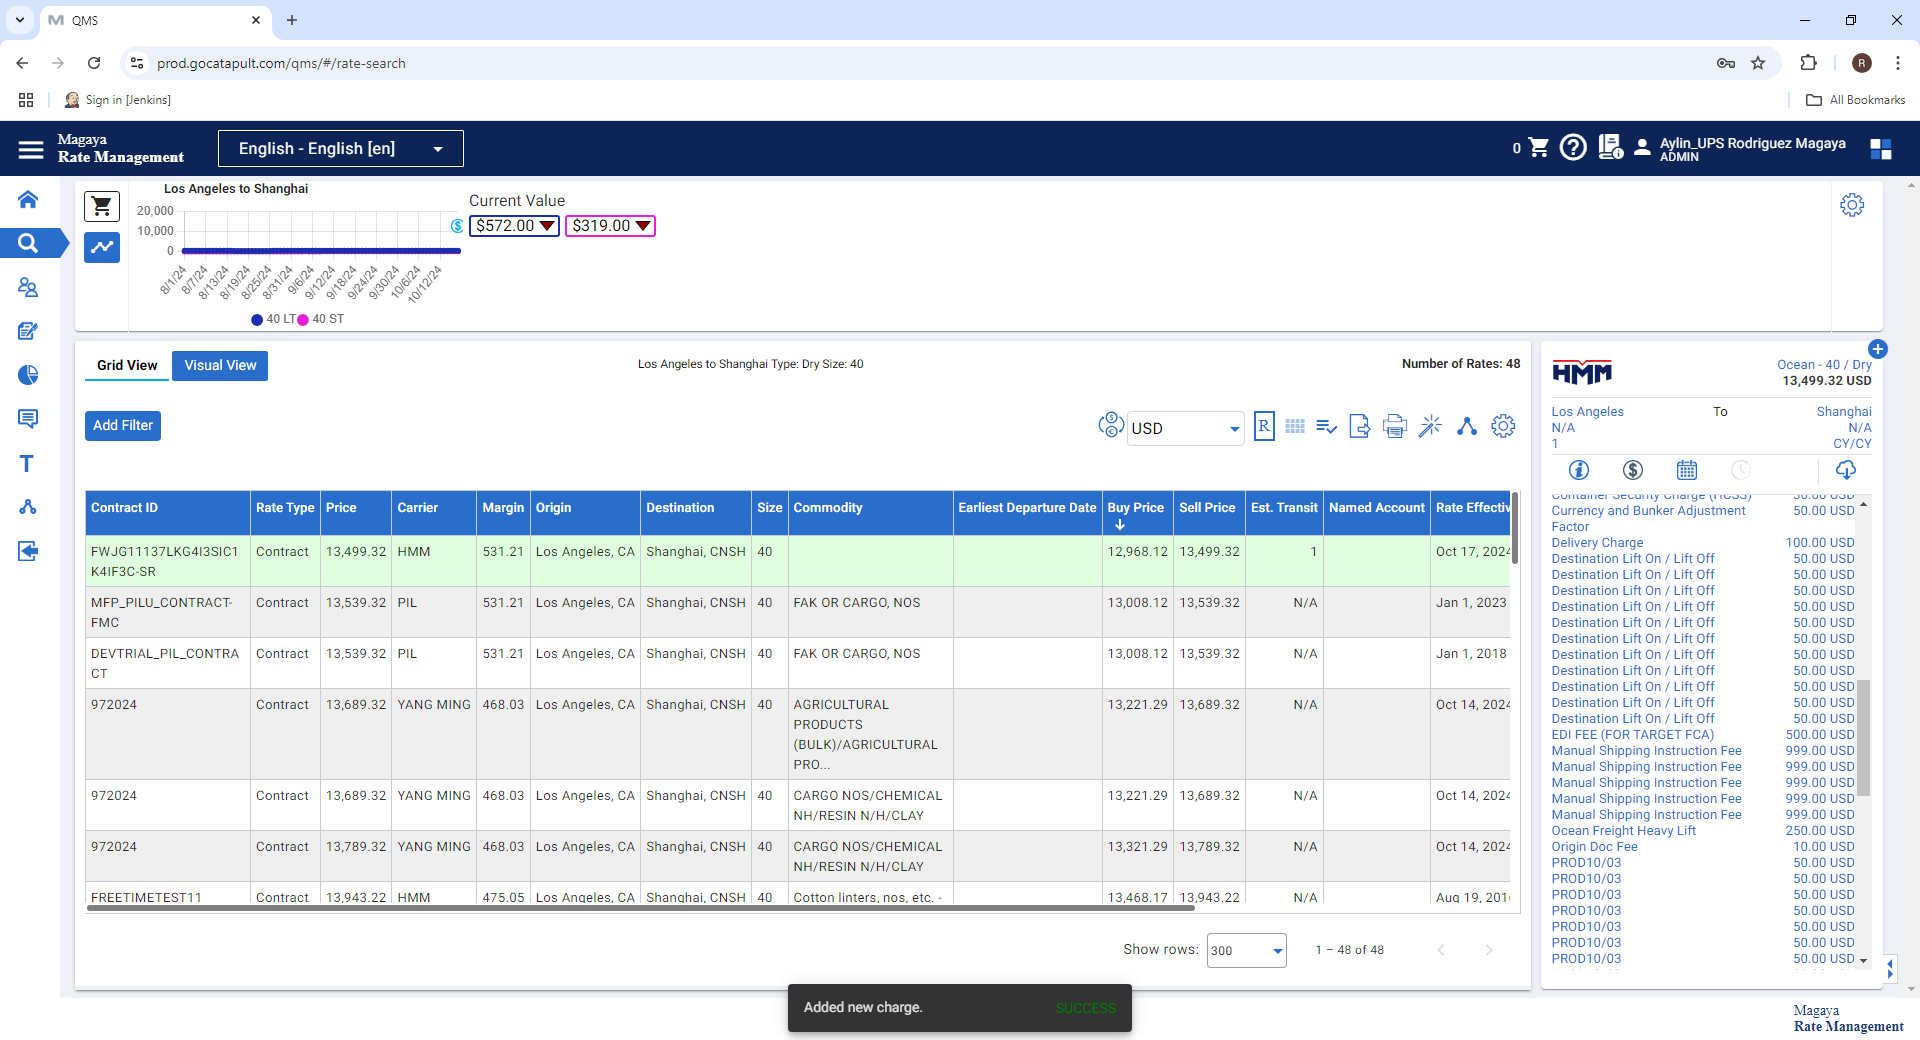 QMS
prod.gocatapult.com/qms/#/rate-search
R
Sign in [Jenkins]
All Bookmarks
Magaya
Rate Management
English - English [en]
0
Aylin_UPS Rodriguez Magaya
ADMIN
Los Angeles to Shanghai
20,000
10,000
0
8/1/24
8/7/24
8/13/24
8/19/24
8/25/24
8/31/24
9/6/24
9/12/24
9/18/24
9/24/24
9/30/24
10/6/24
10/12/24
40 LT
40 ST
Current Value
$572.00
$319.00
Grid View
Visual View
Los Angeles to Shanghai Type: Dry Size: 40
Number of Rates: 48
Add Filter
USD
R
Contract ID Rate Type Price Carrier Margin Origin Destination Size Commodity Earliest Departure Date Buy Price Sell Price Est. Transit Named Account Rate Effectiv
FWJG11137LKG4I3SIC1 Contract 13,499.32 HMM 531.21 Los Angeles, CA Shanghai, CNSH 40 12,968.12 13,499.32 1 Oct 17, 2024
K4IF3C-SR
MFP_PILU_CONTRACT- Contract 13,539.32 PIL 531.21 Los Angeles, CA Shanghai, CNSH 40 FAK OR CARGO, NOS 13,008.12 13,539.32 N/A Jan 1, 2023
FMC
DEVTRIAL_PIL_CONTRA Contract 13,539.32 PIL 531.21 Los Angeles, CA Shanghai, CNSH 40 FAK OR CARGO, NOS 13,008.12 13,539.32 N/A Jan 1, 2018
CT
972024 Contract 13,689.32 YANG MING 468.03 Los Angeles, CA Shanghai, CNSH 40 AGRICULTURAL 13,221.29 13,689.32 N/A Oct 14, 2024
PRODUCTS
(BULK)/AGRICULTURAL
PRO...
972024 Contract 13,689.32 YANG MING 468.03 Los Angeles, CA Shanghai, CNSH 40 CARGO NOS/CHEMICAL 13,221.29 13,689.32 N/A Oct 14, 2024
NH/RESIN N/H/CLAY
972024 Contract 13,789.32 YANG MING 468.03 Los Angeles, CA Shanghai, CNSH 40 CARGO NOS/CHEMICAL 13,321.29 13,789.32 N/A Oct 14, 2024
NH/RESIN N/H/CLAY
FREETIMETEST11 Contract 13,943.22 HMM 475.05 Los Angeles, CA Shanghai, CNSH 40 Cotton linters, nos, etc. - 13,468.17 13,943.22 N/A Aug 19, 201
Show rows: 300 1 – 48 of 48
HMM
Ocean - 40 / Dry
13,499.32 USD
Los Angeles To Shanghai
N/A N/A
1 CY/CY
Container Security Charge (HCSS) 50.00 USD
Currency and Bunker Adjustment 50.00 USD
Factor
Delivery Charge 100.00 USD
Destination Lift On / Lift Off 50.00 USD
Destination Lift On / Lift Off 50.00 USD
Destination Lift On / Lift Off 50.00 USD
Destination Lift On / Lift Off 50.00 USD
Destination Lift On / Lift Off 50.00 USD
Destination Lift On / Lift Off 50.00 USD
Destination Lift On / Lift Off 50.00 USD
Destination Lift On / Lift Off 50.00 USD
Destination Lift On / Lift Off 50.00 USD
Destination Lift On / Lift Off 50.00 USD
Destination Lift On / Lift Off 50.00 USD
EDI FEE (FOR TARGET FCA) 500.00 USD
Manual Shipping Instruction Fee 999.00 USD
Manual Shipping Instruction Fee 999.00 USD
Manual Shipping Instruction Fee 999.00 USD
Manual Shipping Instruction Fee 999.00 USD
Manual Shipping Instruction Fee 999.00 USD
Ocean Freight Heavy Lift 250.00 USD
Origin Doc Fee 10.00 USD
PROD10/03 50.00 USD
PROD10/03 50.00 USD
PROD10/03 50.00 USD
PROD10/03 50.00 USD
PROD10/03 50.00 USD
PROD10/03 50.00 USD
PROD10/03 50.00 USD
Added new charge. SUCCESS
Magaya
Rate Management